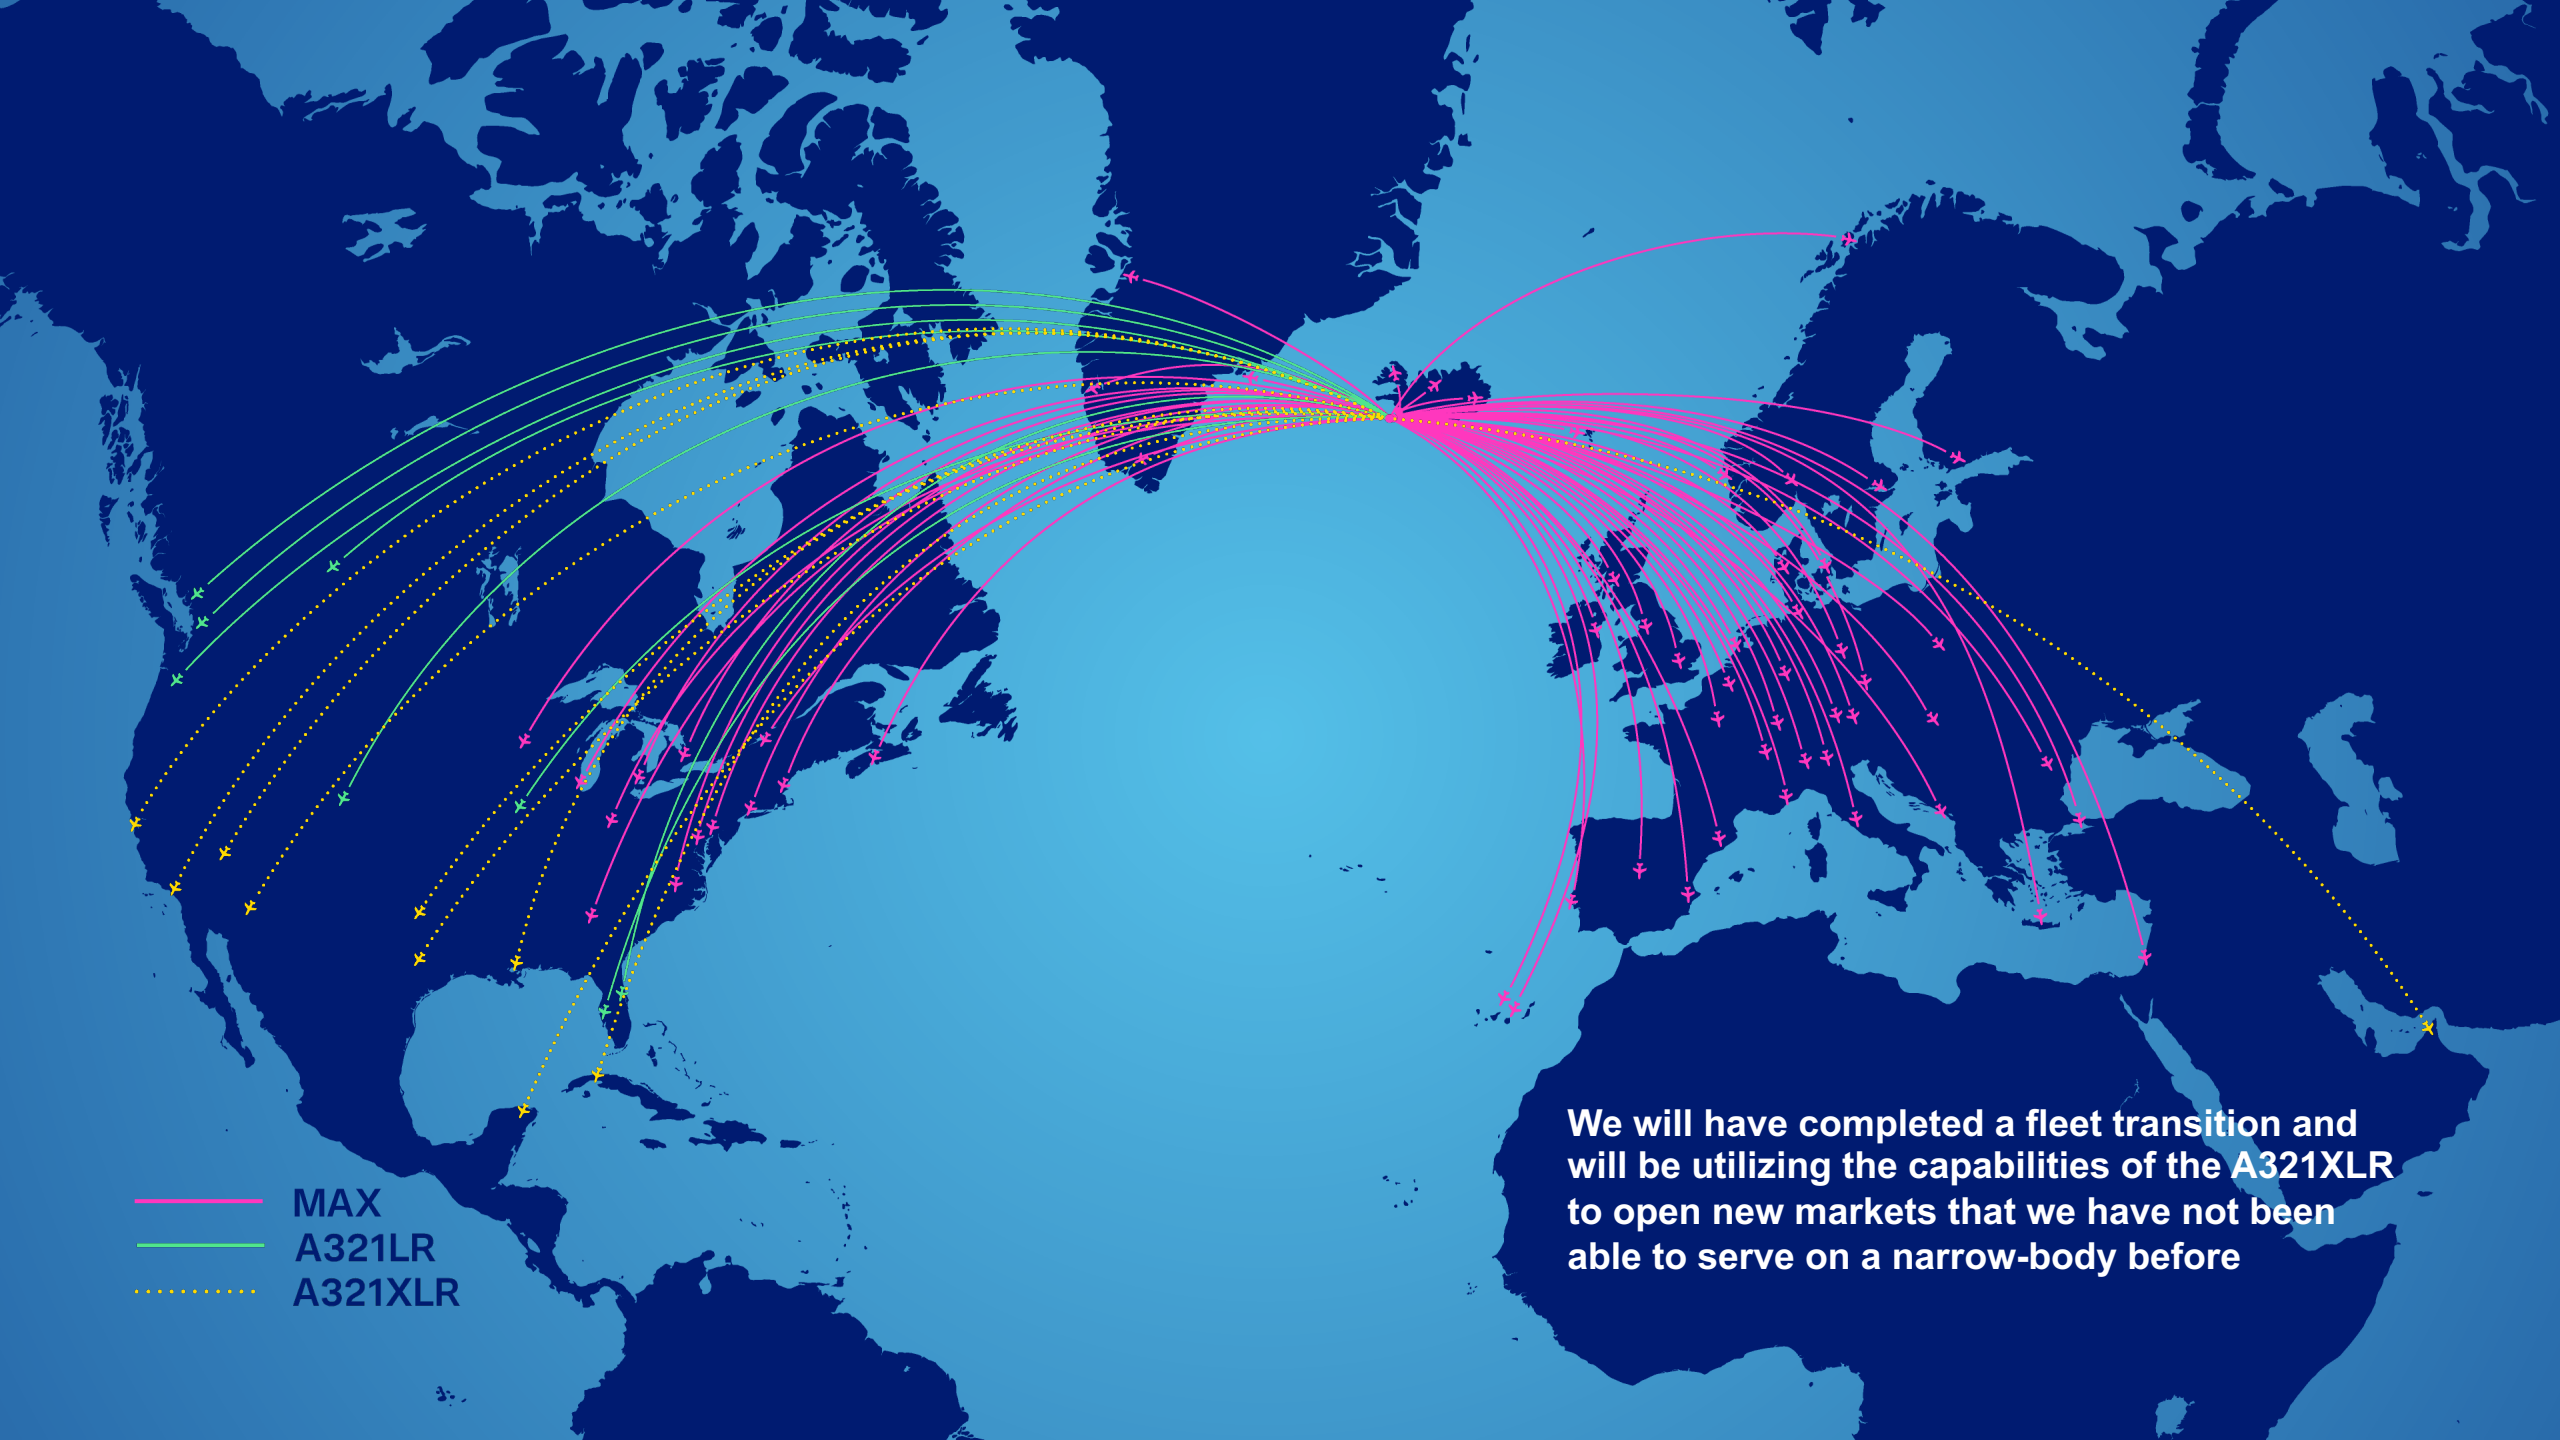 We will have completed a fleet transition and
will be utilizing the capabilities of the A321XLR
to open new markets that we have not been
able to serve on a narrow-body before
MAX
A321LR
A321XLR